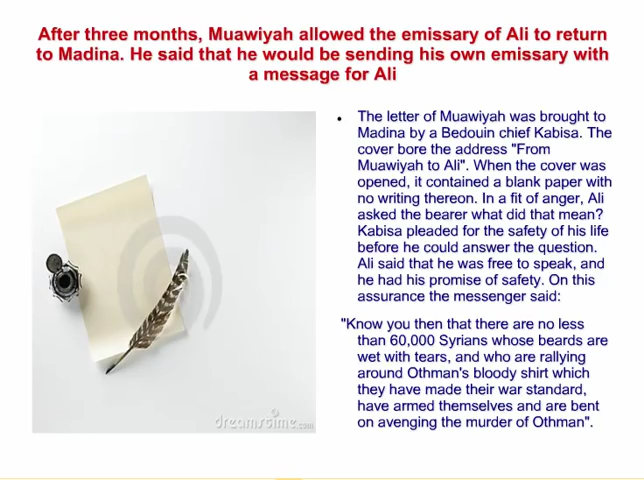 After three months, Muawiyah allowed the emissary of Ali to return
to Madina. He said that he would be sending his own emissary with
a message for Ali
• The letter of Muawiyah was brought to
Madina by a Bedouin chief Kabisa. The
cover bore the address "From
Muawiyah to Ali". When the cover was
opened, it contained a blank paper with
no writing thereon. In a fit of anger, Ali
asked the bearer what did that mean?
Kabisa pleaded for the safety of his life
before he could answer the question.
Ali said that he was free to speak, and
he had his promise of safety. On this
assurance the messenger said:
"Know you then that there are no less
than 60,000 Syrians whose beards are
wet with tears, and who are rallying
around Othman's bloody shirt which
they have made their war standard,
have armed themselves and are bent
on avenging the murder of Othman".
dreamstime.com